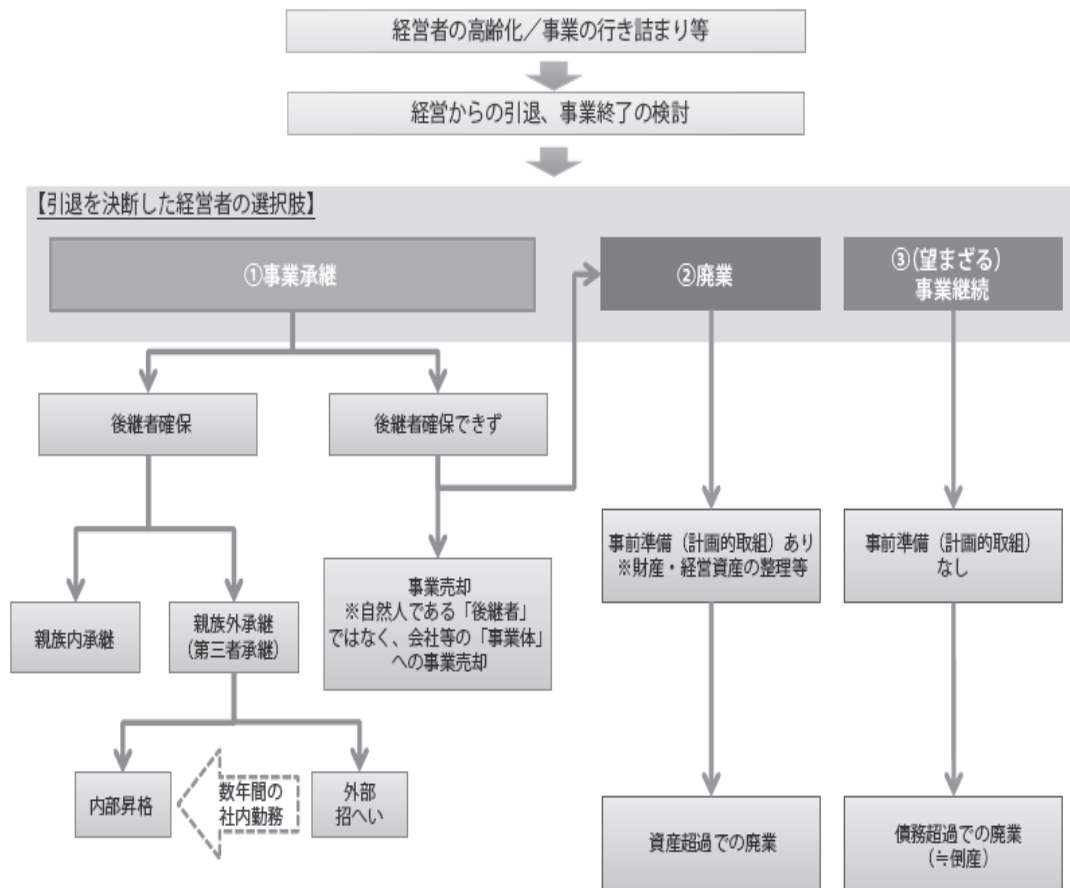 経営者の高齢化／事業の行き詰まり等
経営からの引退、事業終了の検討
【引退を決断した経営者の選択肢】
①事業承継
②廃業
③(望まざる)
事業継続
後継者確保
後継者確保できず
事前準備（計画的取組）あり
※財産・経営資産の整理等
事前準備（計画的取組）
なし
親族内承継
親族外承継
(第三者承継)
事業売却
※自然人である「後継者」
ではなく、会社等の「事業体」
への事業売却
内部昇格
数年間の
社内勤務
外部
招へい
資産超過での廃業
債務超過での廃業
(≒倒産)